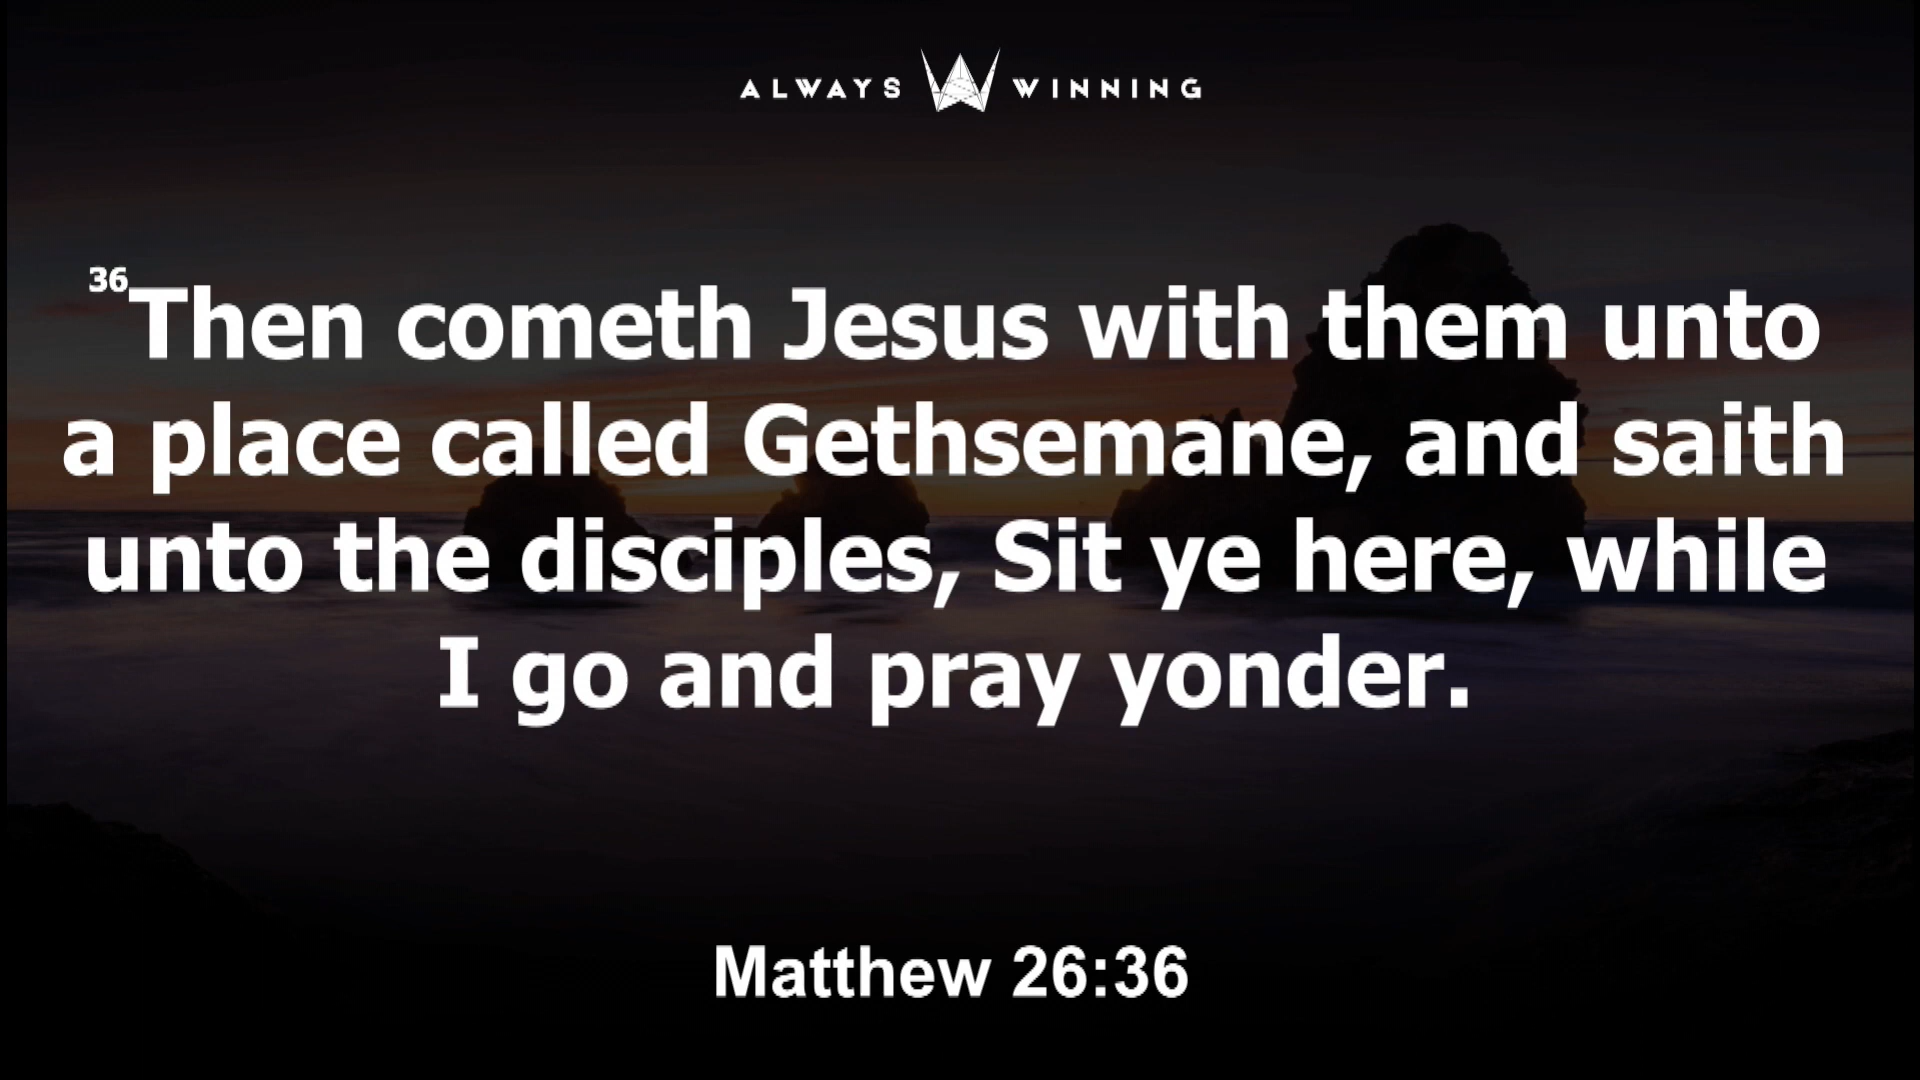 ALWAYS WINNING
36Then cometh Jesus with them unto
a place called Gethsemane, and saith
unto the disciples, Sit ye here, while
I go and pray yonder.
Matthew 26:36